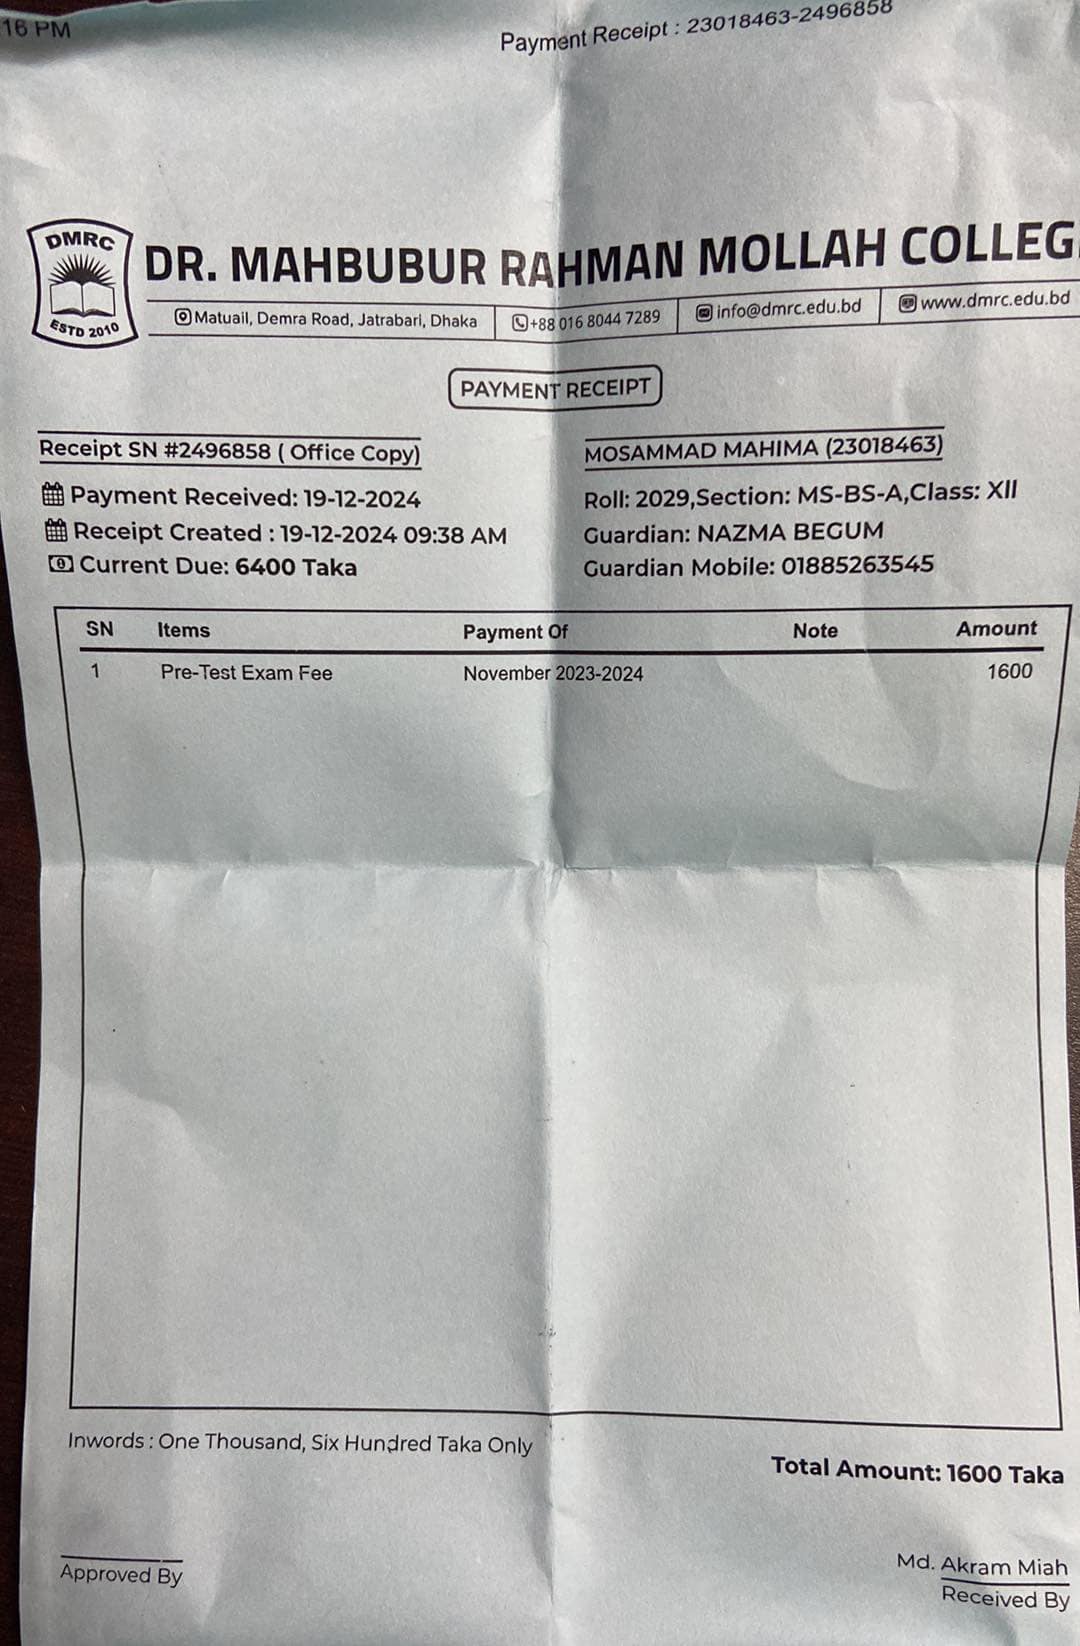 16 PM
Payment Receipt : 23018463-2496858
DMRC
ESTD 2010
DR. MAHBUBUR RAHMAN MOLLAH COLLEG
Matuail, Demra Road, Jatrabari, Dhaka
+88 016 8044 7289
info@dmrc.edu.bd
www.dmrc.edu.bd
PAYMENT RECEIPT
Receipt SN #2496858 ( Office Copy)
Payment Received: 19-12-2024
Receipt Created : 19-12-2024 09:38 AM
Current Due: 6400 Taka
MOSAMMAD MAHIMA (23018463)
Roll: 2029,Section: MS-BS-A,Class: XII
Guardian: NAZMA BEGUM
Guardian Mobile: 01885263545
SN Items Payment Of Note Amount
1 Pre-Test Exam Fee November 2023-2024 1600
Inwords : One Thousand, Six Hundred Taka Only
Total Amount: 1600 Taka
Approved By
Md. Akram Miah
Received By